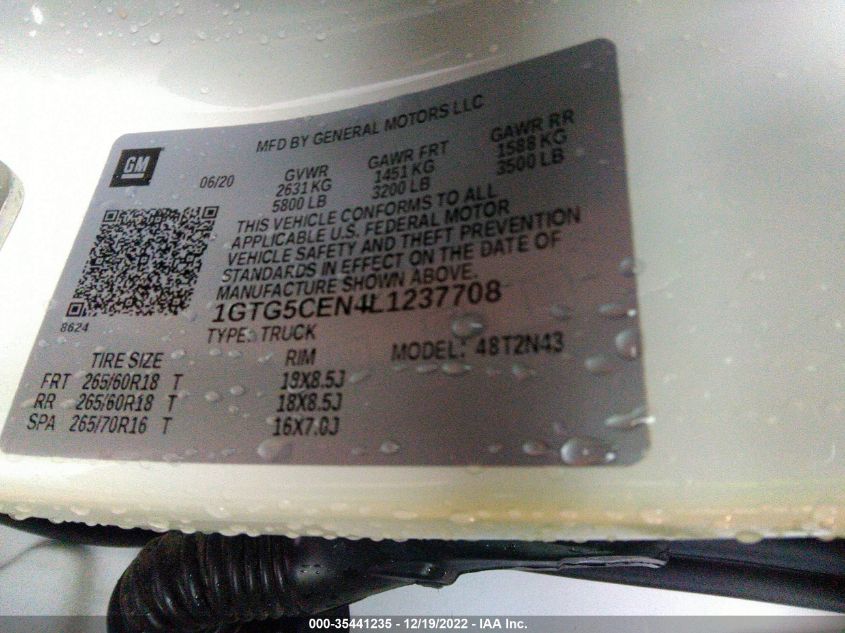 MFD BY GENERAL MOTORS LLC
GM
06/20 GVWR GAWR FRT GAWR RR
2631 KG 1451 KG 1588 KG
5800 LB 3200 LB 3500 LB
THIS VEHICLE CONFORMS TO ALL
APPLICABLE U.S. FEDERAL MOTOR
VEHICLE SAFETY AND THEFT PREVENTION
STANDARDS IN EFFECT ON THE DATE OF
MANUFACTURE SHOWN ABOVE.
1GTG5CEN4L1237708
8624
TYPE: TRUCK MODEL: 48T2N43
TIRE SIZE RIM
FRT 265/60R18 T 18X8.5J
RR 265/60R18 T 18X8.5J
SPA 265/70R16 T 16X7.0J
000-35441235 - 12/19/2022 - IAA Inc.